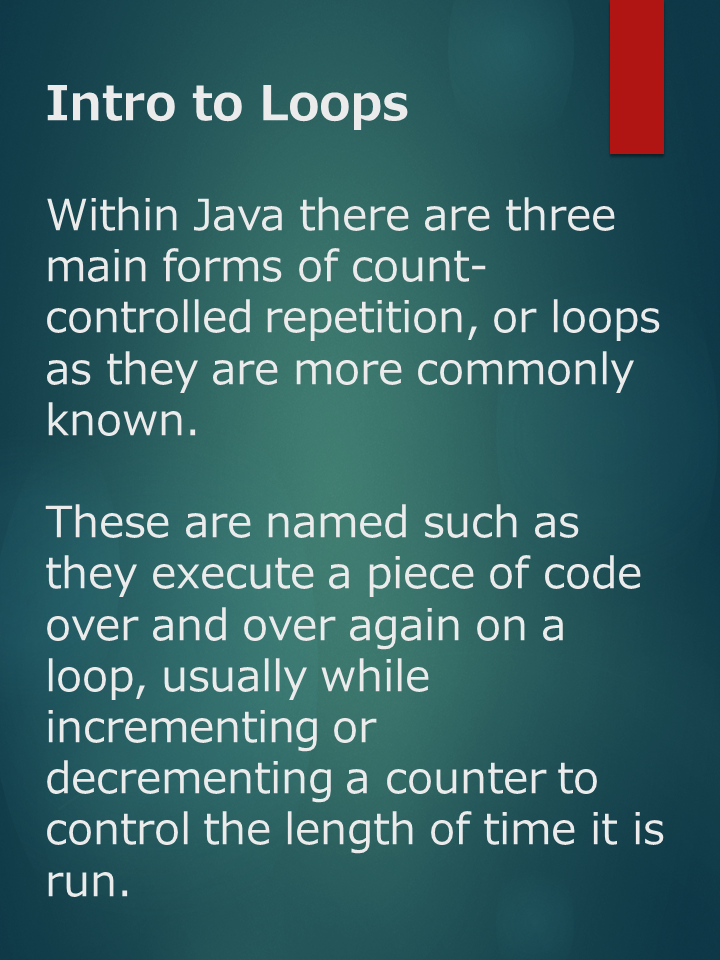 Intro to Loops
Within Java there are three
main forms of count-
controlled repetition, or loops
as they are more commonly
known.
These are named such as
they execute a piece of code
over and over again on a
loop, usually while
incrementing or
decrementing a counter to
control the length of time it is
run.